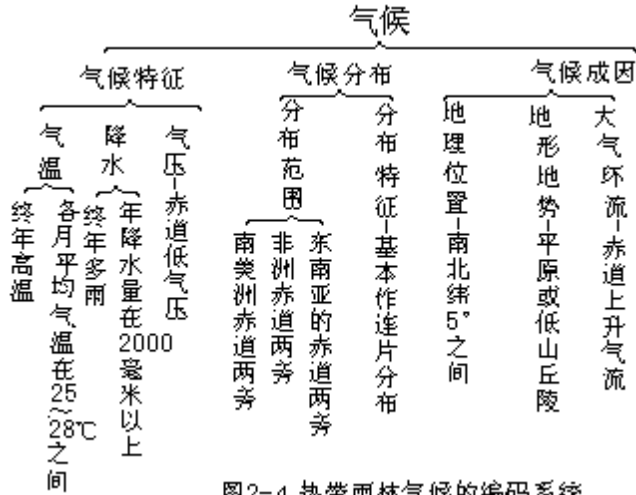 气候
气候特征
气候分布
气候成因
气温
降水
气压-赤道低气压
分布范围
分布特征-基本作连片分布
地理位置-南北纬5°之间
地形地势-平原或低山丘陵
大气环流-赤道上升气流
终年高温
各月平均气温在25~28℃之间
终年多雨
年降水量在2000毫米以上
南美洲赤道两旁
非洲赤道两旁
东南亚的赤道两旁
图2-4 热带雨林气候的编码系统